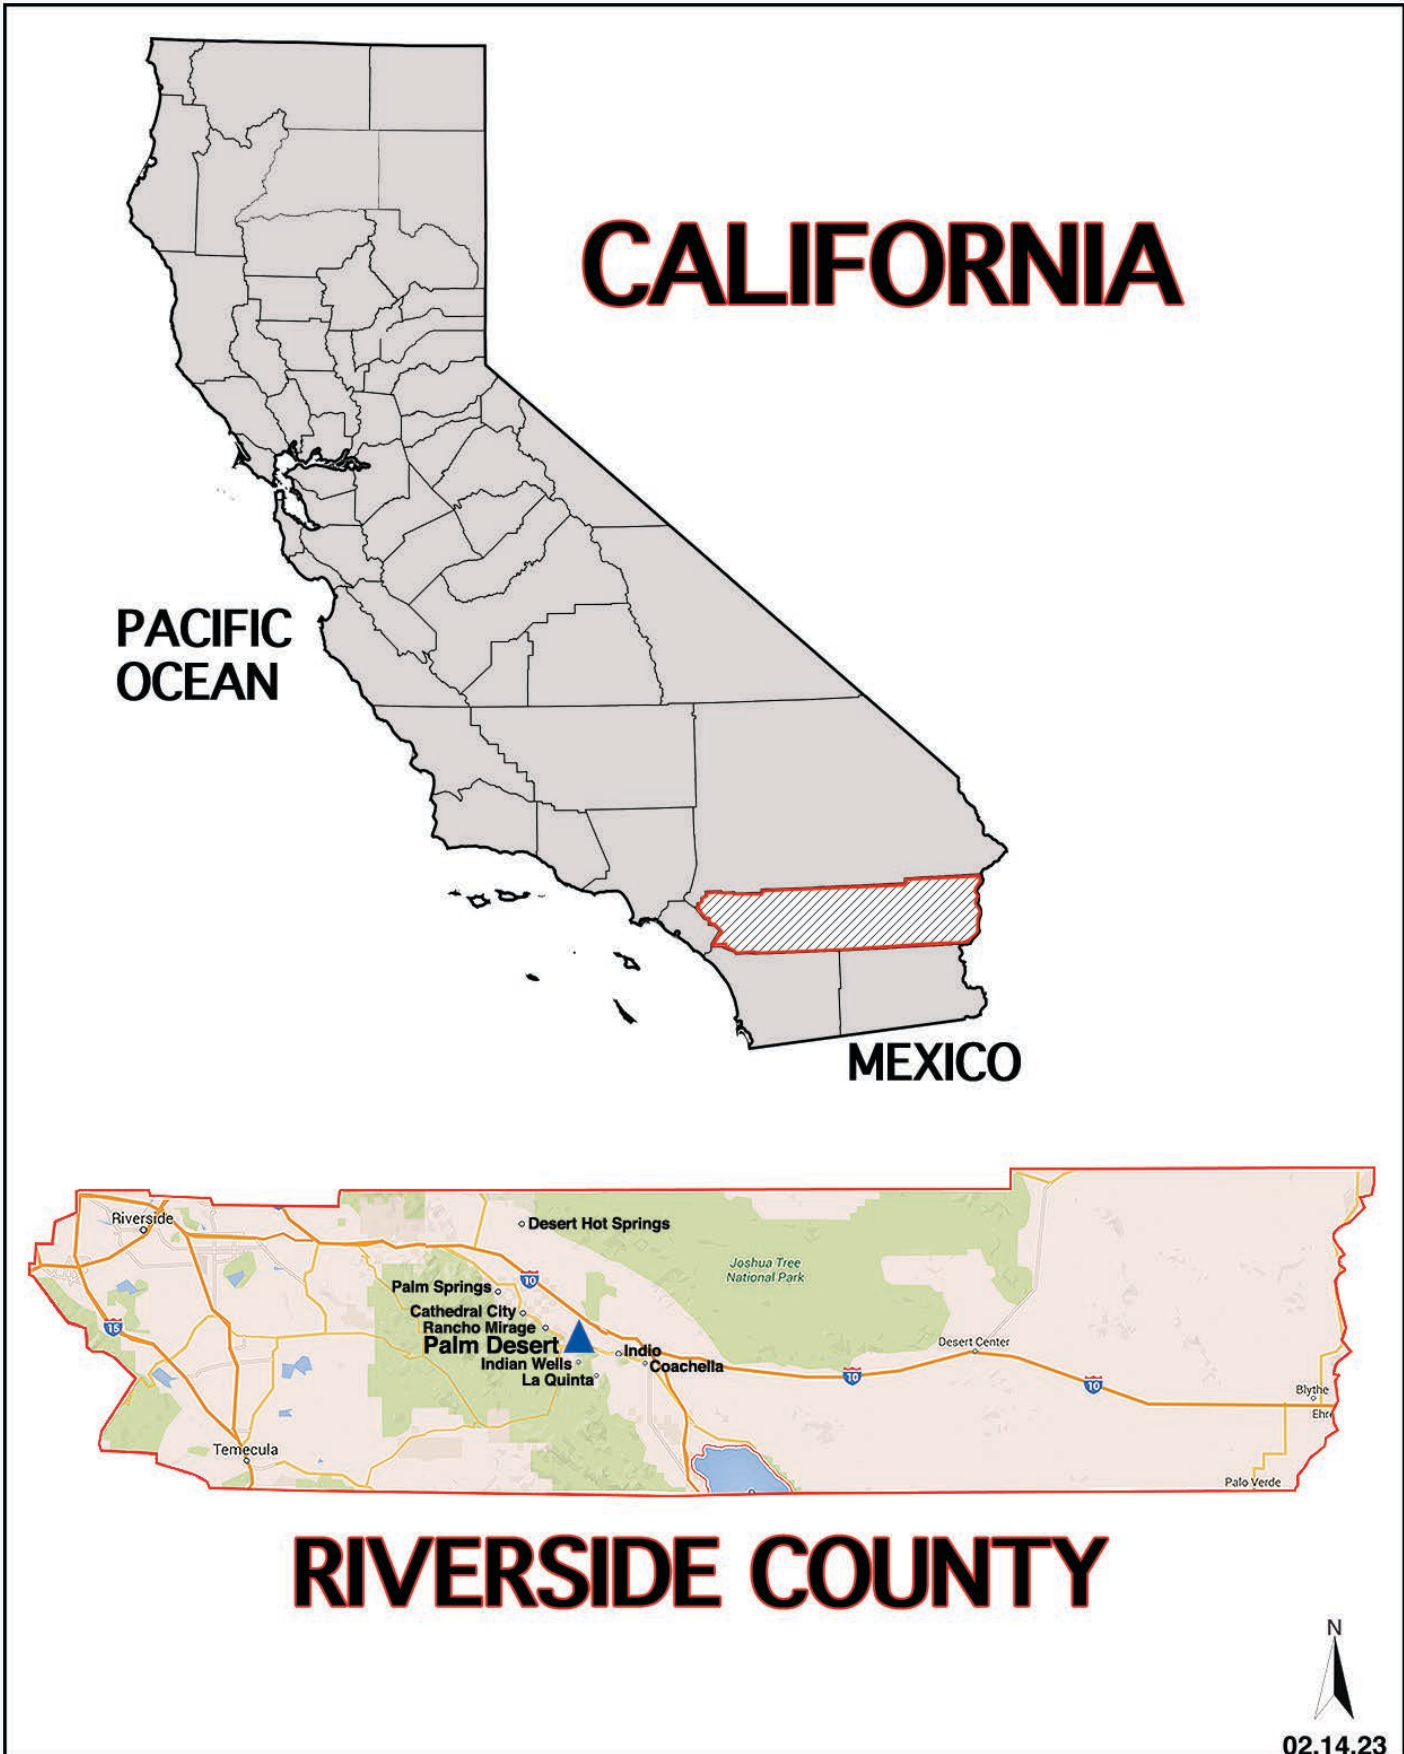 CALIFORNIA
PACIFIC
OCEAN
MEXICO
Riverside
Desert Hot Springs
Joshua Tree
National Park
10
Palm Springs
Cathedral City
15
Rancho Mirage
Palm Desert
Indio
Desert Center
Indian Wells
Coachella
La Quinta
10
10
Blythe
Ehre
Temecula
Palo Verde
RIVERSIDE COUNTY
N
02.14.23